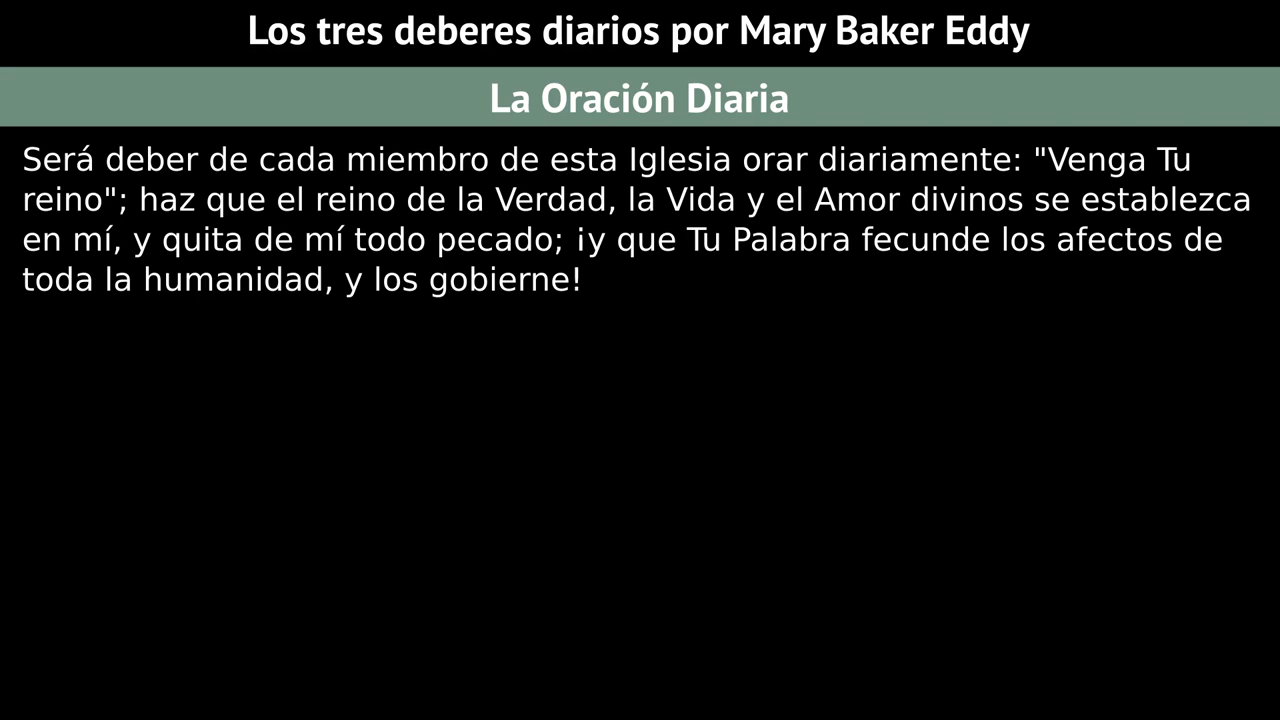 Los tres deberes diarios por Mary Baker Eddy
La Oración Diaria
Será deber de cada miembro de esta Iglesia orar diariamente: "Venga Tu
reino"; haz que el reino de la Verdad, la Vida y el Amor divinos se establezca
en mí, y quita de mí todo pecado; ¡y que Tu Palabra fecunde los afectos de
toda la humanidad, y los gobierne!